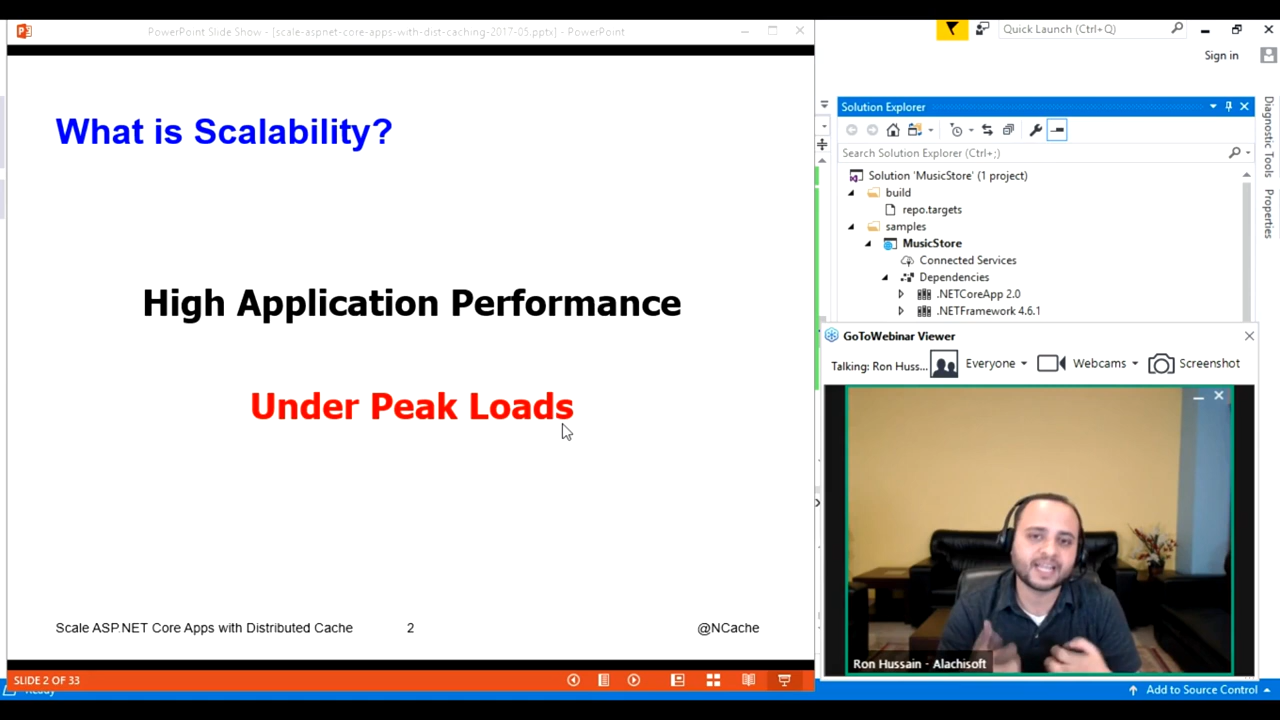 PowerPoint Slide Show - [scale-aspnet-core-apps-with-dist-caching-2017-05.pptx] - PowerPoint
What is Scalability?
High Application Performance
Under Peak Loads
Scale ASP.NET Core Apps with Distributed Cache 2 @NCache
SLIDE 2 OF 33
Ready
Quick Launch (Ctrl+Q)
Sign in
Solution Explorer
Search Solution Explorer (Ctrl+;)
Solution 'MusicStore' (1 project)
build
repo.targets
samples
MusicStore
Connected Services
Dependencies
.NETCoreApp 2.0
.NETFramework 4.6.1
Diagnostic Tools
Properties
GoToWebinar Viewer
Talking: Ron Huss... Everyone Webcams Screenshot
Ron Hussain - Alachisoft
Add to Source Control